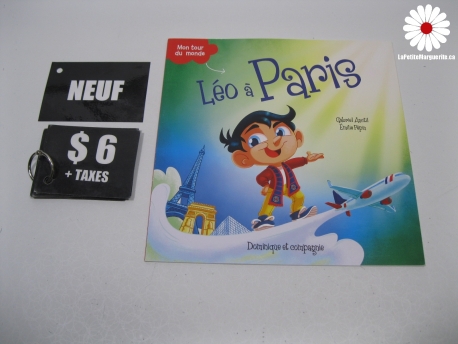 LaPetiteMarguerite.ca
NEUF
$ 6
+ TAXES
Mon tour
du monde
Léo à Paris
Dominique et compagnie